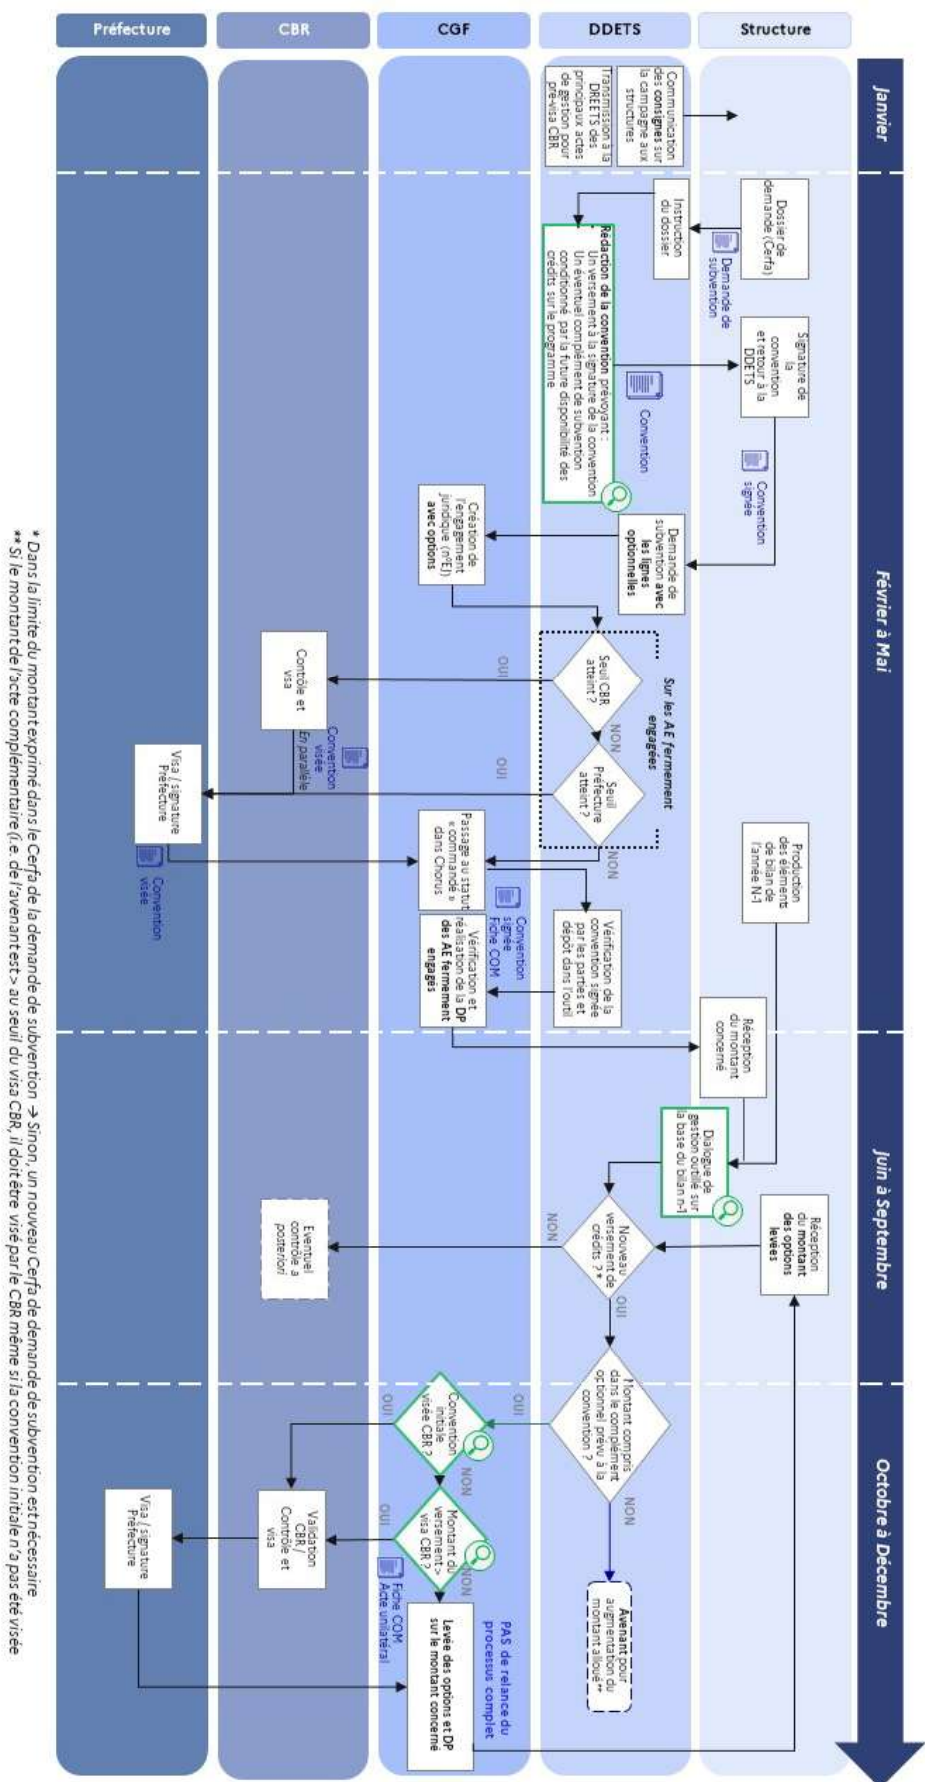 Janvier
Février à Mai
Juin à Septembre
Octobre à Décembre
Structure
DDETS
CGF
CBR
Préfecture
Communication
des consignes sur
la campagne aux
structures
Transmission à la
DREETS des
principaux actes
de gestion pour
pre-visa CBR
Dossier de
demande (Cerfa)
Demande de
subvention
Instruction
du dossier
Rédaction de la convention prévoyant :
Un versement à la signature de la convention
Un éventuel complément de subvention
conditionné par la future disponibilité des
crédits sur le programme
Convention
Signature de
la
convention
et retour à la
DDETS
Convention
signée
Demande de
subvention avec
les lignes
optionnelles
Création de
l'engagement
juridique (n°EJ)
avec options
Sur les AE fermement
engagées
Seuil CBR
atteint ?
OUI
NON
Seuil
Préfecture
atteint ?
OUI
NON
Contrôle et
visa
En parallèle
Convention
visée
Visa / signature
Préfecture
Convention
visée
Passage au statut
« commandé »
dans Chorus
Convention
signée
Fiche COM
Vérification de la
convention signée
par les parties et
dépôt dans l'outil
Vérification et
réalisation de la DP
des AE fermement
engagés
Production
des éléments
de bilan de
l'année N-1
Réception
du montant
concerné
Dialogue de
gestion outillé sur
la base du bilan n-1
Nouveau
versement de
crédits ? *
NON
OUI
Eventuel
contrôle a
posteriori
Réception
du montant
des options
levées
Montant compris
dans le complément
optionnel prévu à la
convention ?
OUI
NON
Avenant pour
augmentation du
montant alloué**
Convention
initiale
visée CBR ?
OUI
NON
Montant du
versement >
visa CBR ?
OUI
NON
Validation
CBR /
Contrôle et
visa
Fiche COM
Acte unilatéral
Visa / signature
Préfecture
PAS de relance du
processus complet
Levée des options et DP
sur le montant concerné
* Dans la limite du montant exprimé dans le Cerfa de la demande de subvention → Sinon, un nouveau Cerfa de demande de subvention est nécessaire
** Si le montant de l'acte complémentaire (i.e. de l'avenant est > au seuil du visa CBR, il doit être visé par le CBR même si la convention initiale n'a pas été visée